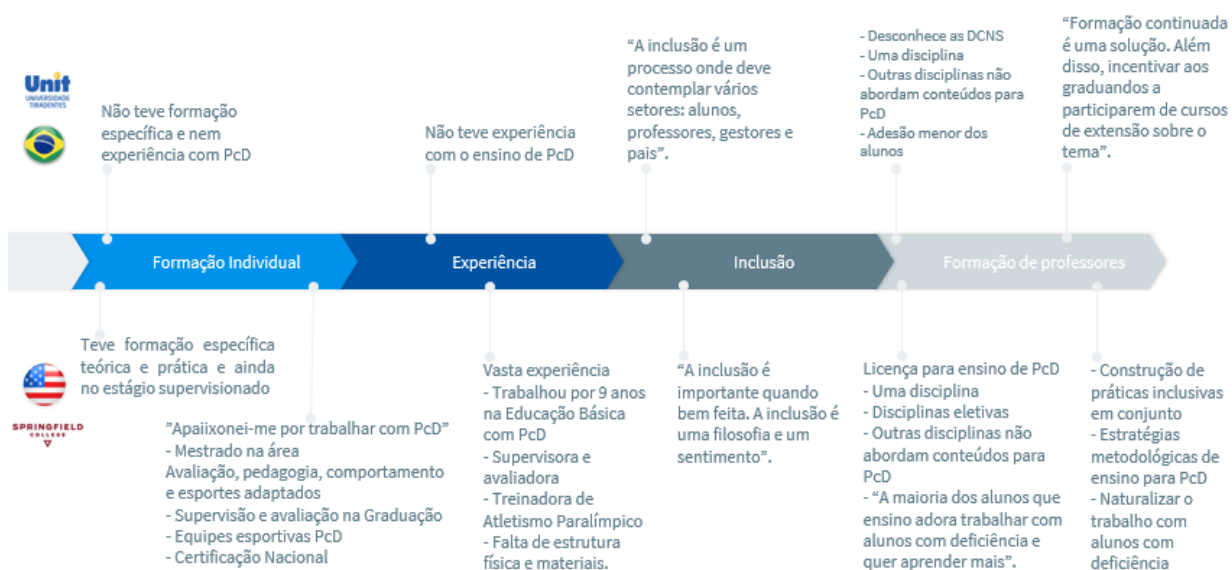 Unit
UNIVERSIDADE
TIRADENTES
Não teve formação
específica e nem
experiência com PcD
Não teve experiência
com o ensino de PcD
“A inclusão é um
processo onde deve
contemplar vários
setores: alunos,
professores, gestores e
pais”.
- Desconhece as DCNS
- Uma disciplina
- Outras disciplinas não
abordam conteúdos para
PcD
- Adesão menor dos
alunos
“Formação continuada
é uma solução. Além
disso, incentivar aos
graduandos a
participarem de cursos
de extensão sobre o
tema”.
Formação Individual
Experiência
Inclusão
Formação de professores
SPRINGFIELD
COLLEGE
Teve formação específica
teórica e prática e ainda
no estágio supervisionado
”Apaiixonei-me por trabalhar com PcD”
- Mestrado na área
Avaliação, pedagogia, comportamento
e esportes adaptados
- Supervisão e avaliação na Graduação
- Equipes esportivas PcD
- Certificação Nacional
Vasta experiência
- Trabalhou por 9 anos
na Educação Básica
com PcD
- Supervisora e
avaliadora
- Treinadora de
Atletismo Paralímpico
- Falta de estrutura
física e materiais.
“A inclusão é
importante quando
bem feita. A inclusão é
uma filosofia e um
sentimento”.
Licença para ensino de PcD
- Uma disciplina
- Disciplinas eletivas
- Outras disciplinas não
abordam conteúdos para
PcD
- “A maioria dos alunos que
ensino adora trabalhar com
alunos com deficiência e
quer aprender mais”.
- Construção de
práticas inclusivas
em conjunto
- Estratégias
metodológicas de
ensino para PcD
- Naturalizar o
trabalho com
alunos com
deficiência